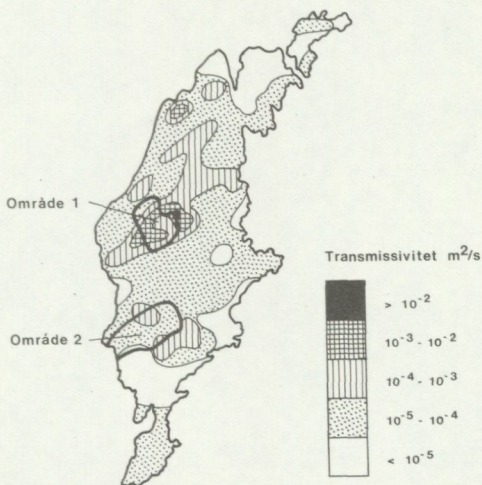 Område 1
Område 2
Transmissivitet m²/s
> 10⁻²
10⁻³ - 10⁻²
10⁻⁴ - 10⁻³
10⁻⁵ - 10⁻⁴
< 10⁻⁵